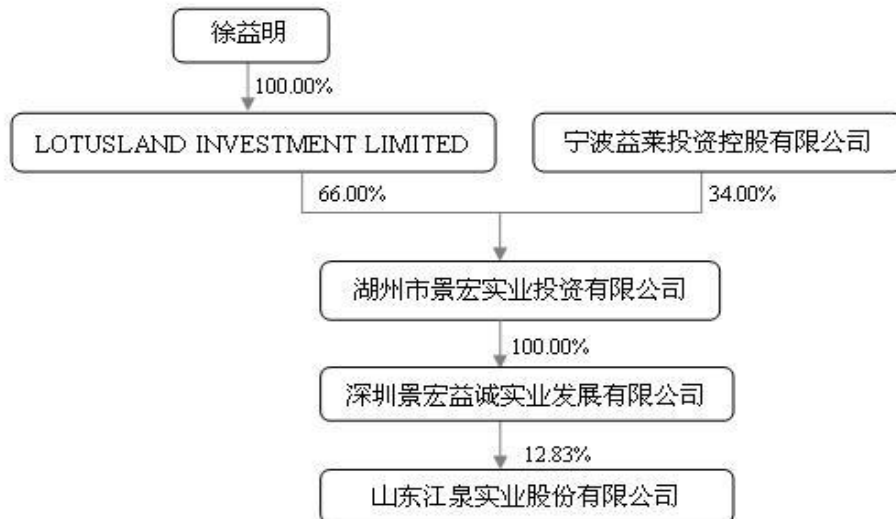 徐益明
100.00%
LOTUSLAND INVESTMENT LIMITED
宁波益莱投资控股有限公司
66.00%
34.00%
湖州市景宏实业投资有限公司
100.00%
深圳景宏益诚实业发展有限公司
12.83%
山东江泉实业股份有限公司